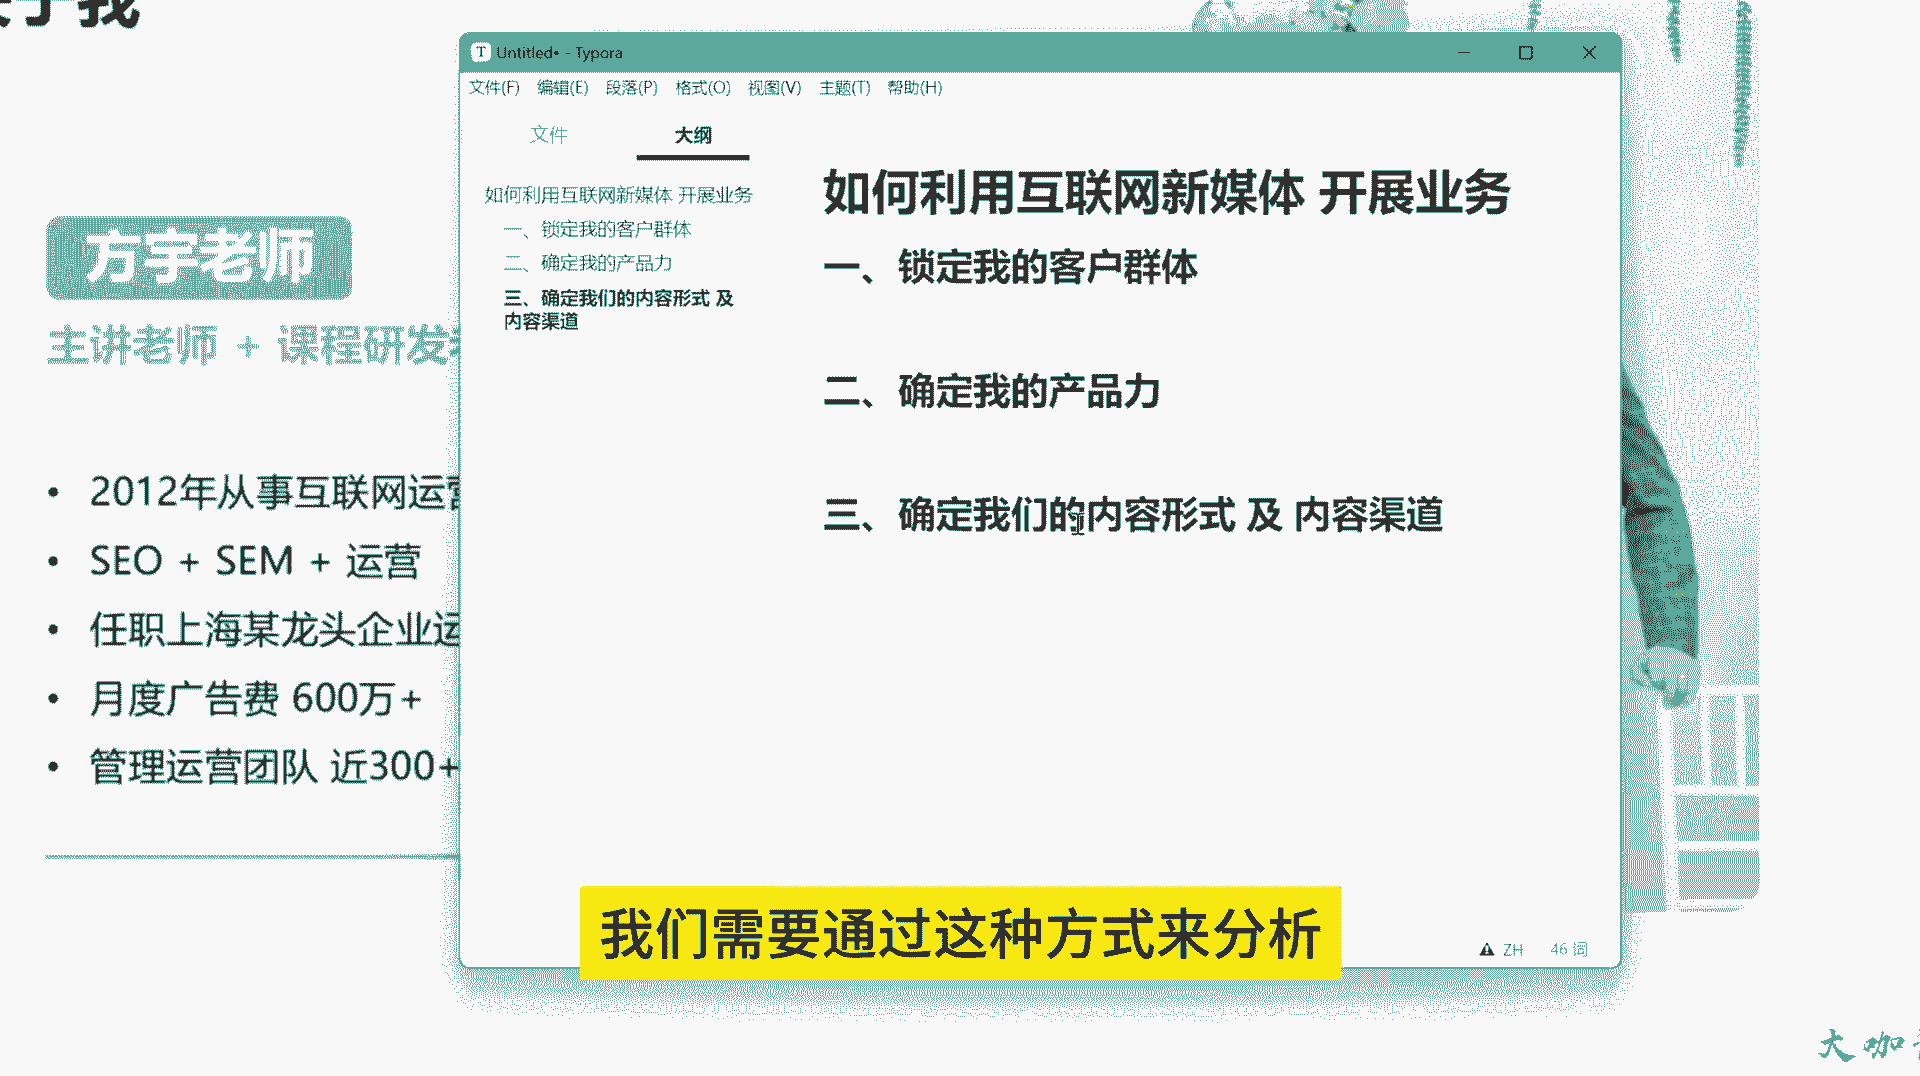 于我
方宇老师
主讲老师 + 课程研发
• 2012年从事互联网运营
• SEO + SEM + 运营
• 任职上海某龙头企业运
• 月度广告费 600万+
• 管理运营团队 近300+
Untitled• - Typora
文件(F) 编辑(E) 段落(P) 格式(O) 视图(V) 主题(T) 帮助(H)
文件 大纲
如何利用互联网新媒体 开展业务
一、锁定我的客户群体
二、确定我的产品力
三、确定我们的内容形式 及
内容渠道
如何利用互联网新媒体 开展业务
一、锁定我的客户群体
二、确定我的产品力
三、确定我们的内容形式 及 内容渠道
ZH 46 词
我们需要通过这种方式来分析
大咖